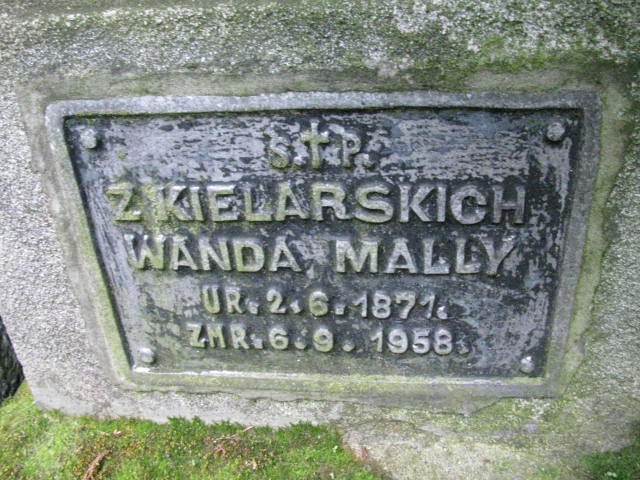 Ś.†P.
Z KIELARSKICH
WANDA MALLY
UR. 2.6.1871.
ZMR. 6.9.1958.